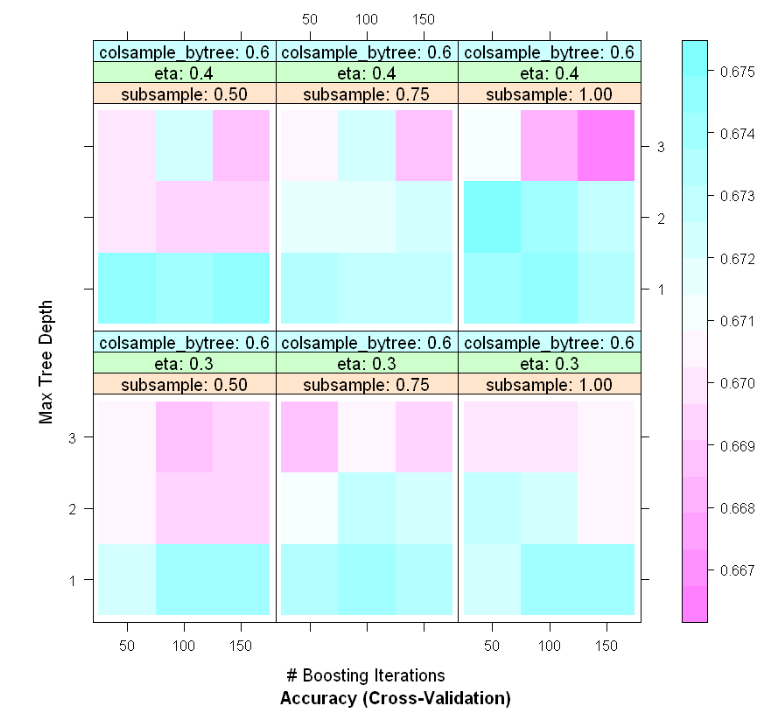 50 100 150
colsample_bytree: 0.6 colsample_bytree: 0.6 colsample_bytree: 0.6
eta: 0.4 eta: 0.4 eta: 0.4
subsample: 0.50 subsample: 0.75 subsample: 1.00
3
2
1
colsample_bytree: 0.6 colsample_bytree: 0.6 colsample_bytree: 0.6
eta: 0.3 eta: 0.3 eta: 0.3
subsample: 0.50 subsample: 0.75 subsample: 1.00
3
2
1
Max Tree Depth
50 100 150 50 100 150
# Boosting Iterations
Accuracy (Cross-Validation)
0.675
0.674
0.673
0.672
0.671
0.670
0.669
0.668
0.667